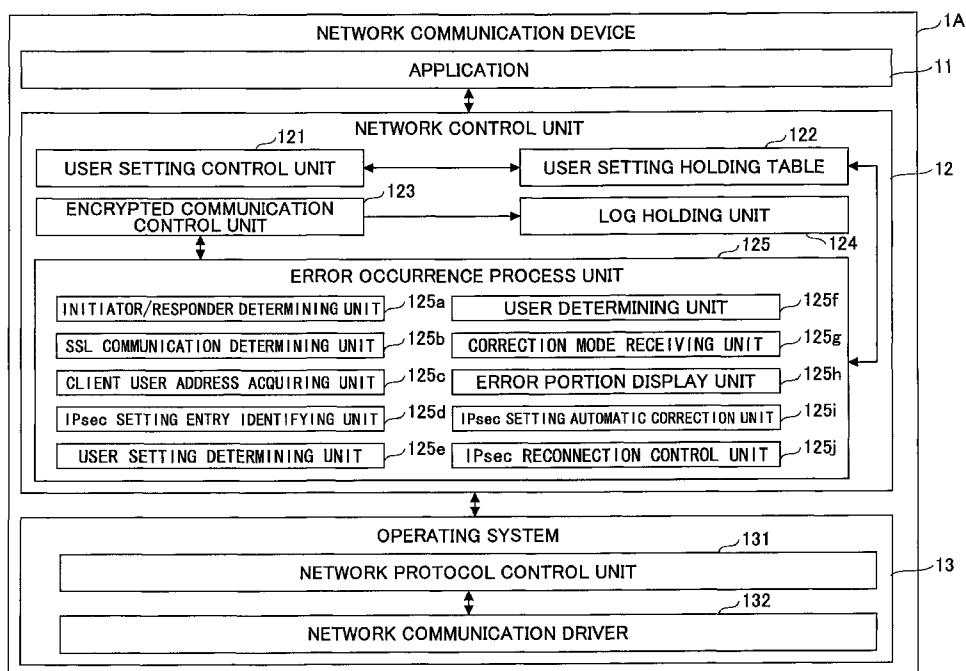 NETWORK COMMUNICATION DEVICE
1A
APPLICATION
11
NETWORK CONTROL UNIT
12
121
USER SETTING CONTROL UNIT
122
USER SETTING HOLDING TABLE
123
ENCRYPTED COMMUNICATION
CONTROL UNIT
LOG HOLDING UNIT
124
125
ERROR OCCURRENCE PROCESS UNIT
INITIATOR/RESPONDER DETERMINING UNIT
125a
USER DETERMINING UNIT
125f
SSL COMMUNICATION DETERMINING UNIT
125b
CORRECTION MODE RECEIVING UNIT
125g
CLIENT USER ADDRESS ACQUIRING UNIT
125c
ERROR PORTION DISPLAY UNIT
125h
IPsec SETTING ENTRY IDENTIFYING UNIT
125d
IPsec SETTING AUTOMATIC CORRECTION UNIT
125i
USER SETTING DETERMINING UNIT
125e
IPsec RECONNECTION CONTROL UNIT
125j
OPERATING SYSTEM
13
131
NETWORK PROTOCOL CONTROL UNIT
132
NETWORK COMMUNICATION DRIVER